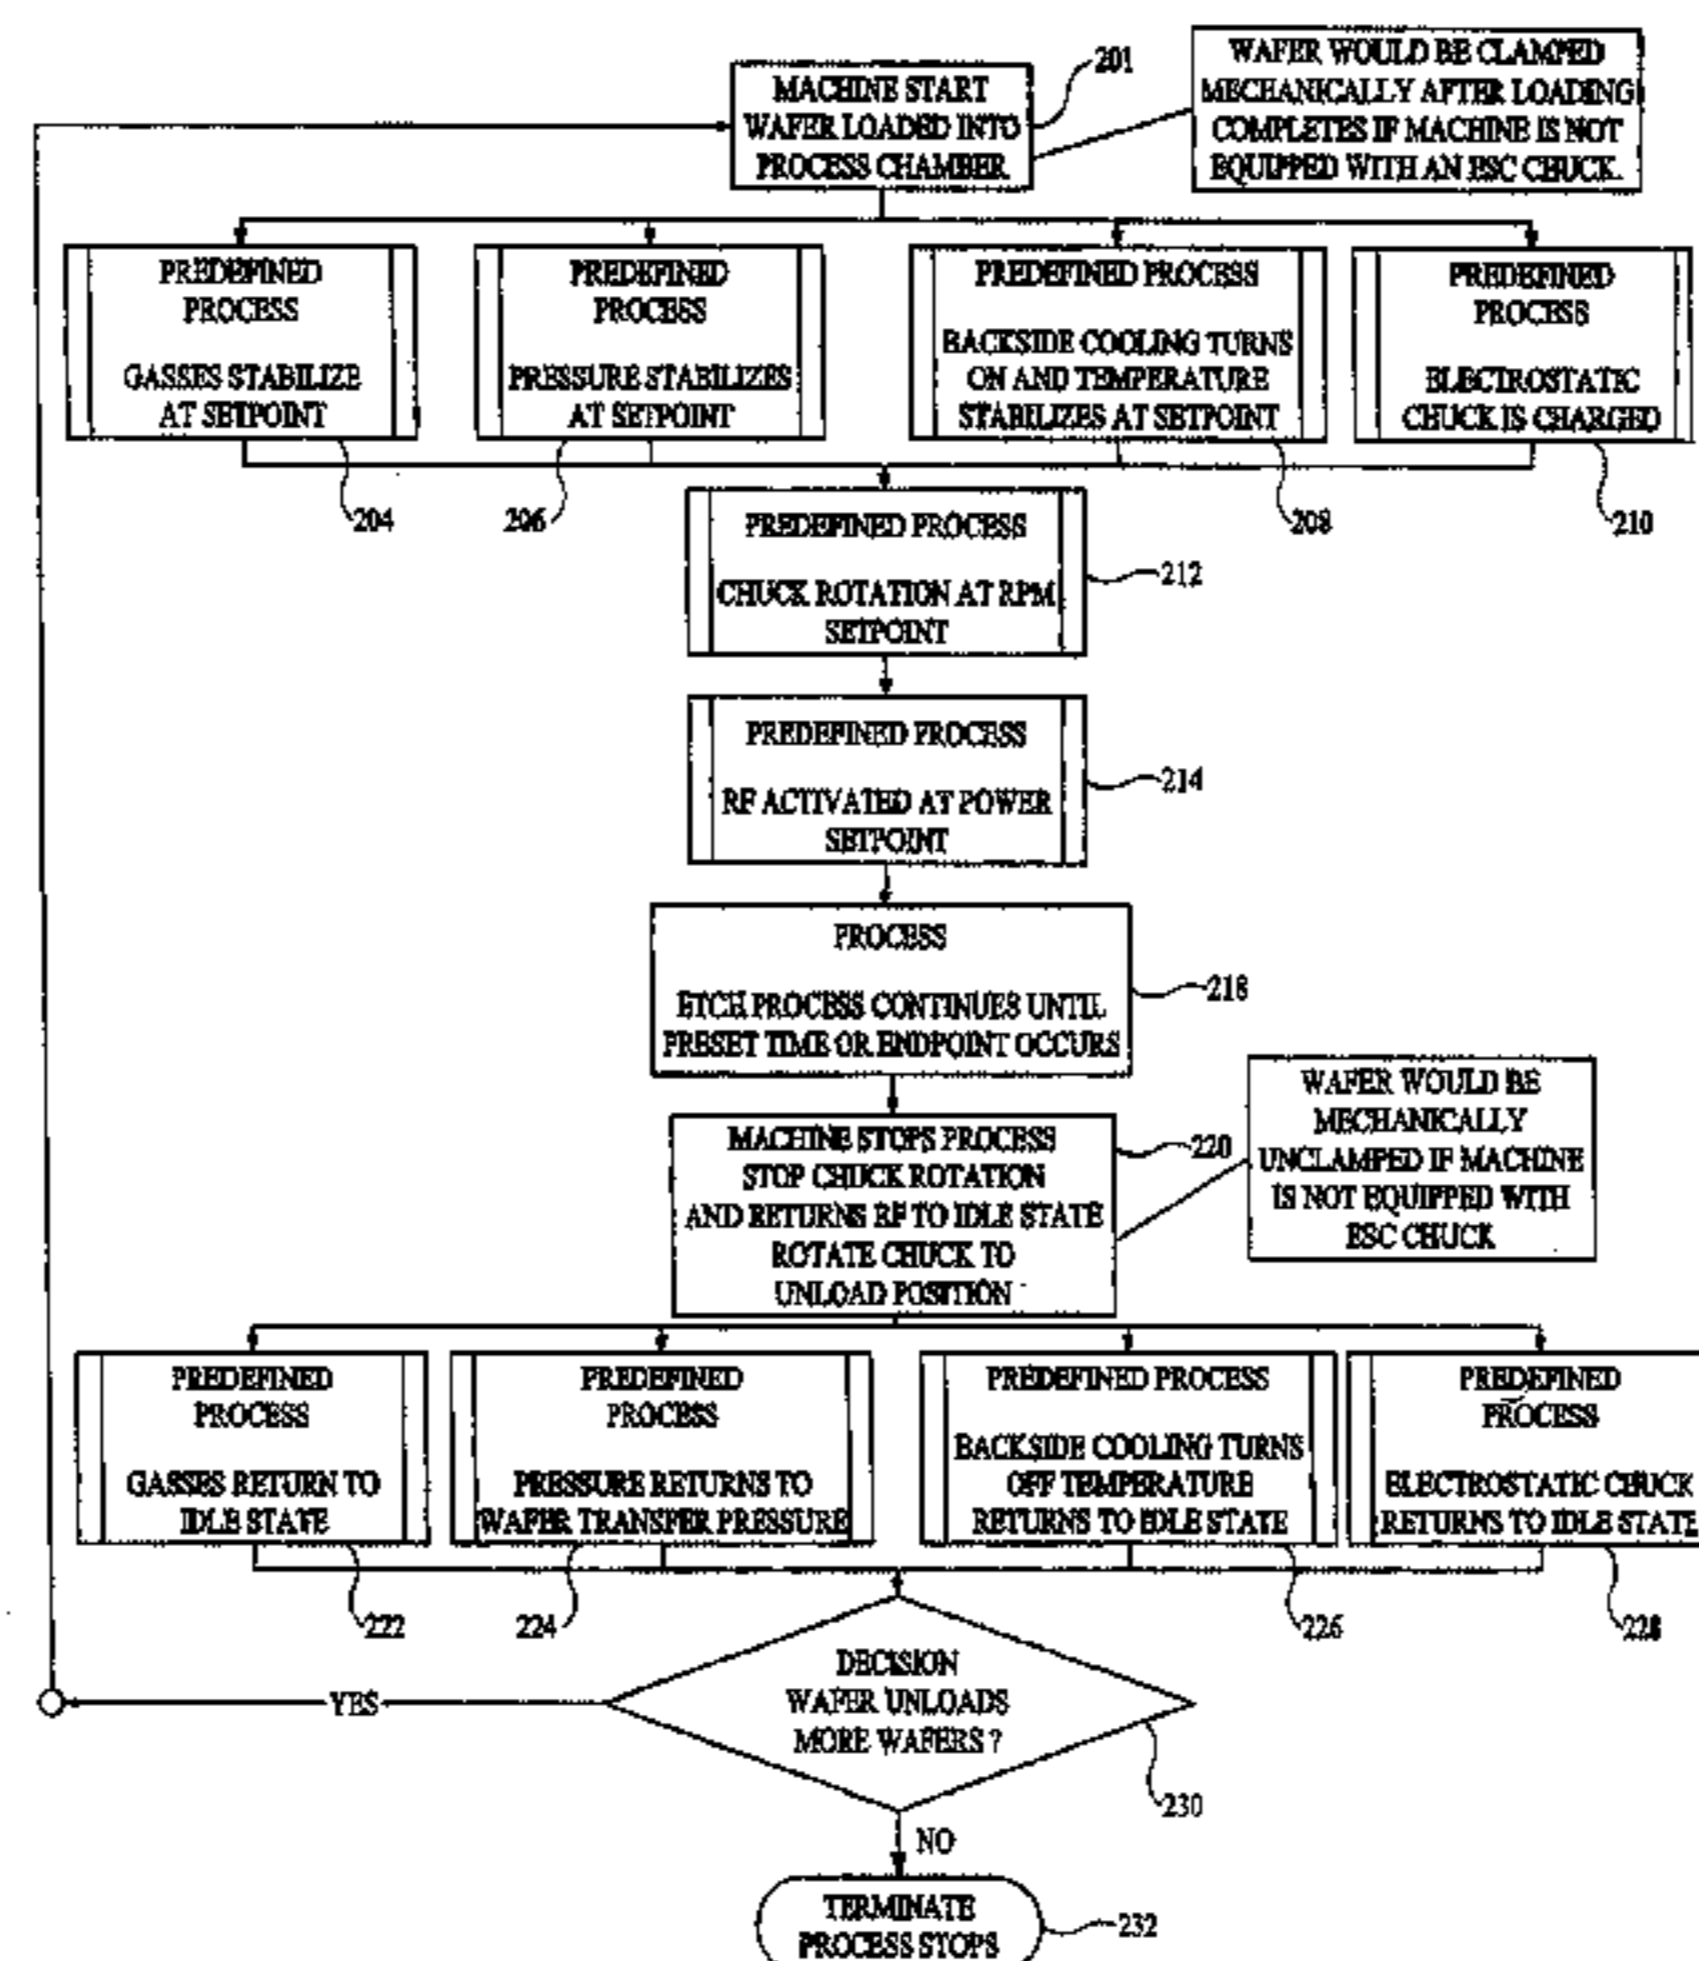 MACHINE START
WAFER LOADED INTO
PROCESS CHAMBER
201
WAFER WOULD BE CLAMPED
MECHANICALLY AFTER LOADING
COMPLETES IF MACHINE IS NOT
EQUIPPED WITH AN ESC CHUCK.
PREDEFINED
PROCESS
GASSES STABILIZE
AT SETPOINT
204
PREDEFINED
PROCESS
PRESSURE STABILIZES
AT SETPOINT
206
PREDEFINED PROCESS
BACKSIDE COOLING TURNS
ON AND TEMPERATURE
STABILIZES AT SETPOINT
208
PREDEFINED
PROCESS
ELECTROSTATIC
CHUCK IS CHARGED
210
PREDEFINED PROCESS
CHUCK ROTATION AT RPM
SETPOINT
212
PREDEFINED PROCESS
RF ACTIVATED AT POWER
SETPOINT
214
PROCESS
ETCH PROCESS CONTINUES UNTIL
PRESET TIME OR ENDPOINT OCCURS
218
MACHINE STOPS PROCESS
STOP CHUCK ROTATION
AND RETURNS RF TO IDLE STATE
ROTATE CHUCK TO
UNLOAD POSITION
220
WAFER WOULD BE
MECHANICALLY
UNCLAMPED IF MACHINE
IS NOT EQUIPPED WITH
ESC CHUCK
PREDEFINED
PROCESS
GASSES RETURN TO
IDLE STATE
222
PREDEFINED
PROCESS
PRESSURE RETURNS TO
WAFER TRANSFER PRESSURE
224
PREDEFINED PROCESS
BACKSIDE COOLING TURNS
OFF TEMPERATURE
RETURNS TO IDLE STATE
226
PREDEFINED
PROCESS
ELECTROSTATIC CHUCK
RETURNS TO IDLE STATE
228
DECISION
WAFER UNLOADS
MORE WAFERS?
230
YES
NO
TERMINATE
PROCESS STOPS
232